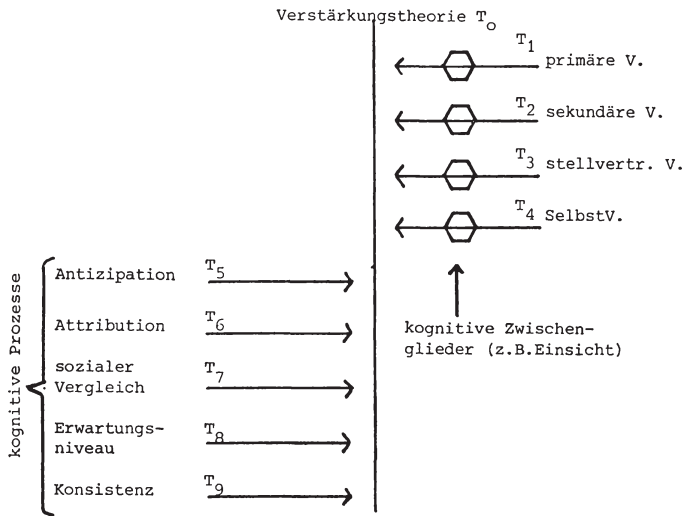 Verstärkungstheorie T₀
T₁ primäre V.
T₂ sekundäre V.
T₃ stellvertr. V.
T₄ SelbstV.
kognitive Zwischen-
glieder (z.B.Einsicht)
kognitive Prozesse
Antizipation T₅
Attribution T₆
sozialer
Vergleich T₇
Erwartungs-
niveau T₈
Konsistenz T₉